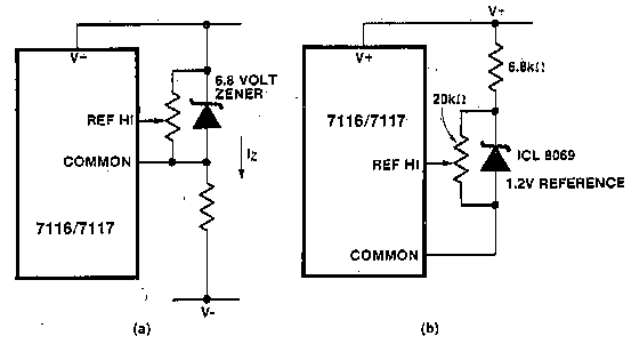 V+
6.8 VOLT
ZENER
REF HI
COMMON
IZ
7116/7117
V-
(a)
V+
V+
6.8kΩ
20kΩ
7116/7117
REF HI
ICL 8069
1.2V REFERENCE
COMMON
(b)